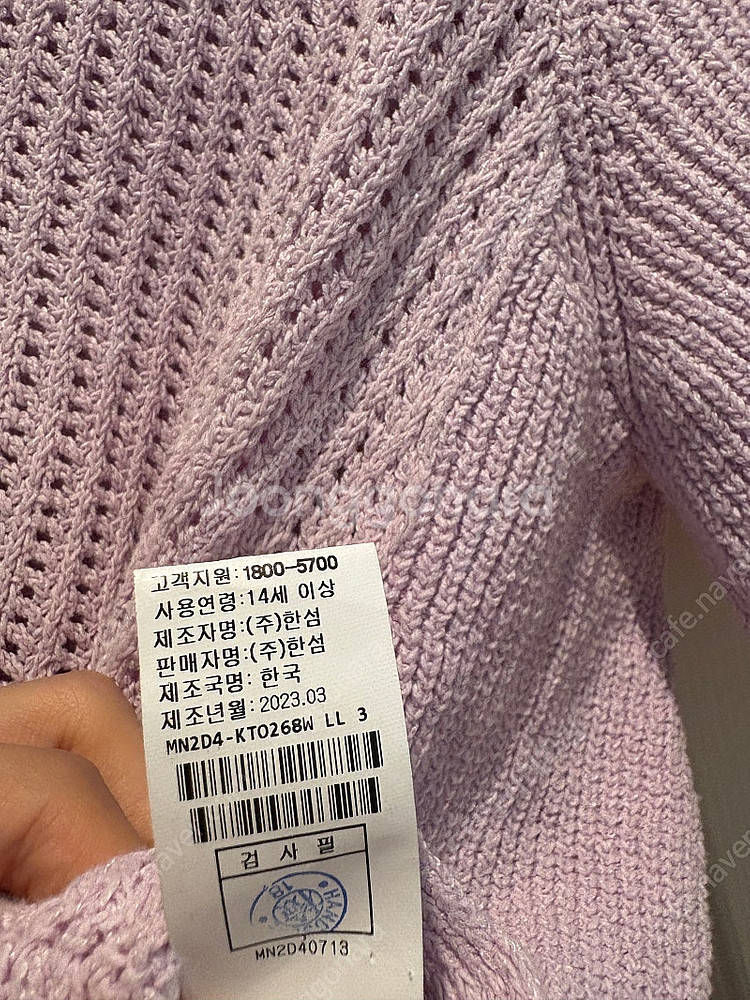 고객지원:1800-5700
사용연령:14세 이상
제조자명:(주)한섬
판매자명:(주)한섬
제조국명: 한국
제조년월: 2023.03
MN2D4-KTO268W LL 3
검 사 필
18
MN2D40713